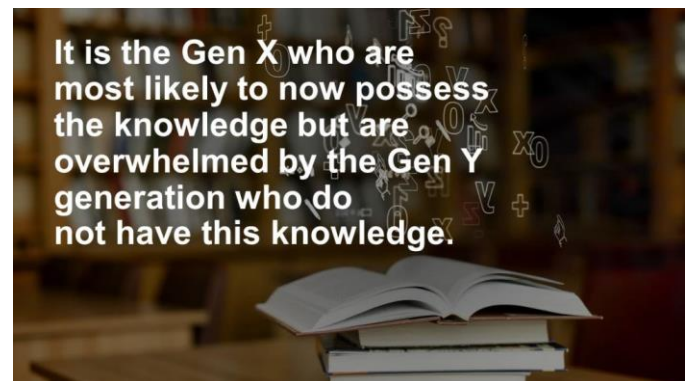 It is the Gen X who are
most likely to now possess
the knowledge but are
overwhelmed by the Gen Y
generation who do
not have this knowledge.